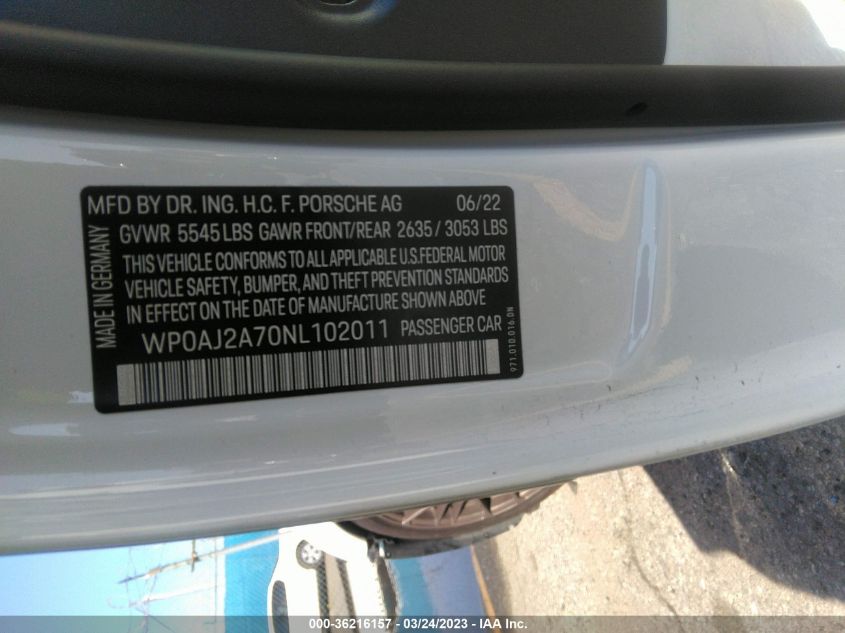 MFD BY DR. ING. H.C. F. PORSCHE AG 06/22
GVWR 5545 LBS GAWR FRONT/REAR 2635 / 3053 LBS
THIS VEHICLE CONFORMS TO ALL APPLICABLE U.S. FEDERAL MOTOR
VEHICLE SAFETY, BUMPER, AND THEFT PREVENTION STANDARDS
IN EFFECT ON THE DATE OF MANUFACTURE SHOWN ABOVE
WP0AJ2A70NL102011 PASSENGER CAR
MADE IN GERMANY
971.010.016.DN
000-36216157 - 03/24/2023 - IAA Inc.